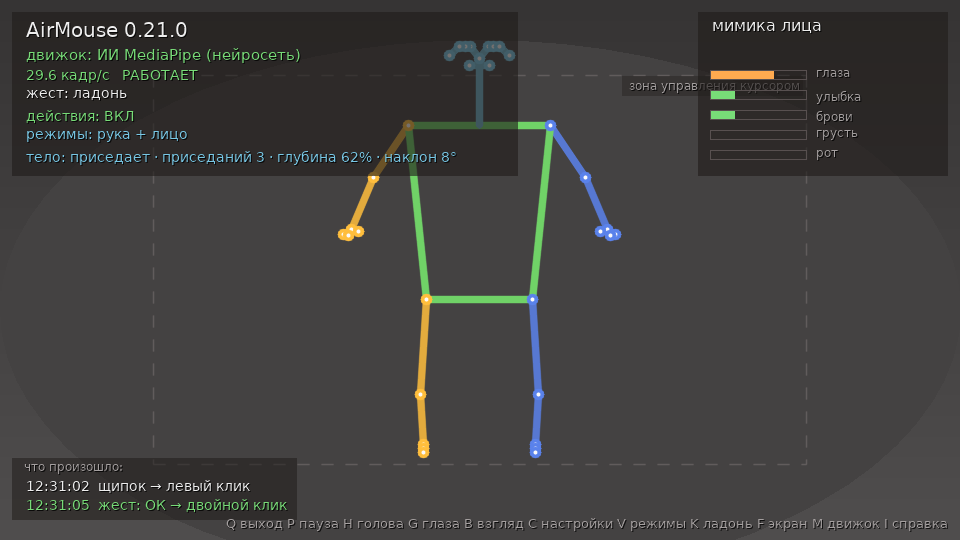 AirMouse 0.21.0
движок: ИИ MediaPipe (нейросеть)
29.6 кадр/с   РАБОТАЕТ
жест: ладонь
действия: ВКЛ
режимы: рука + лицо
тело: приседает · приседаний 3 · глубина 62% · наклон 8°
мимика лица
глаза
зона управления курсором
улыбка
брови
грусть
рот
что произошло:
12:31:02  щипок → левый клик
12:31:05  жест: ОК → двойной клик
Q выход P пауза H голова G глаза B взгляд C настройки V режимы K ладонь F экран M движок I справка